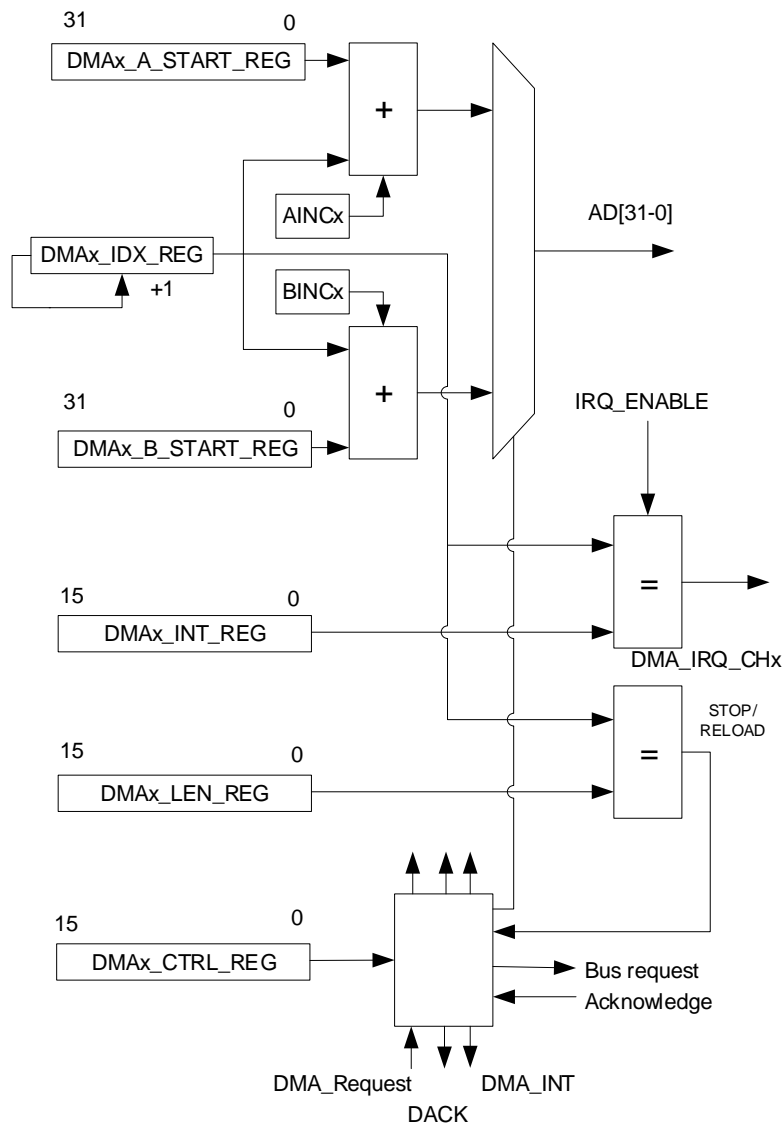 31 0
DMAx_A_START_REG
+
AINCx
AD[31-0]
DMAx_IDX_REG
+1
BINCx
31 0
DMAx_B_START_REG
+
IRQ_ENABLE
15 0
DMAx_INT_REG
=
DMA_IRQ_CHx
15 0
DMAx_LEN_REG
=
STOP/
RELOAD
15 0
DMAx_CTRL_REG
Bus request
Acknowledge
DMA_Request
DMA_INT
DACK